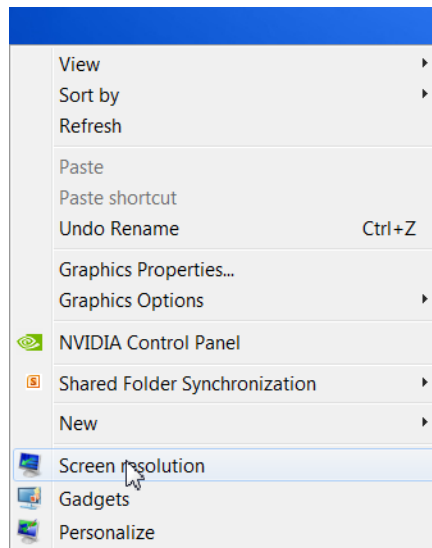 View
Sort by
Refresh
Paste
Paste shortcut
Undo Rename Ctrl+Z
Graphics Properties...
Graphics Options
NVIDIA Control Panel
S Shared Folder Synchronization
New
Screen resolution
Gadgets
Personalize